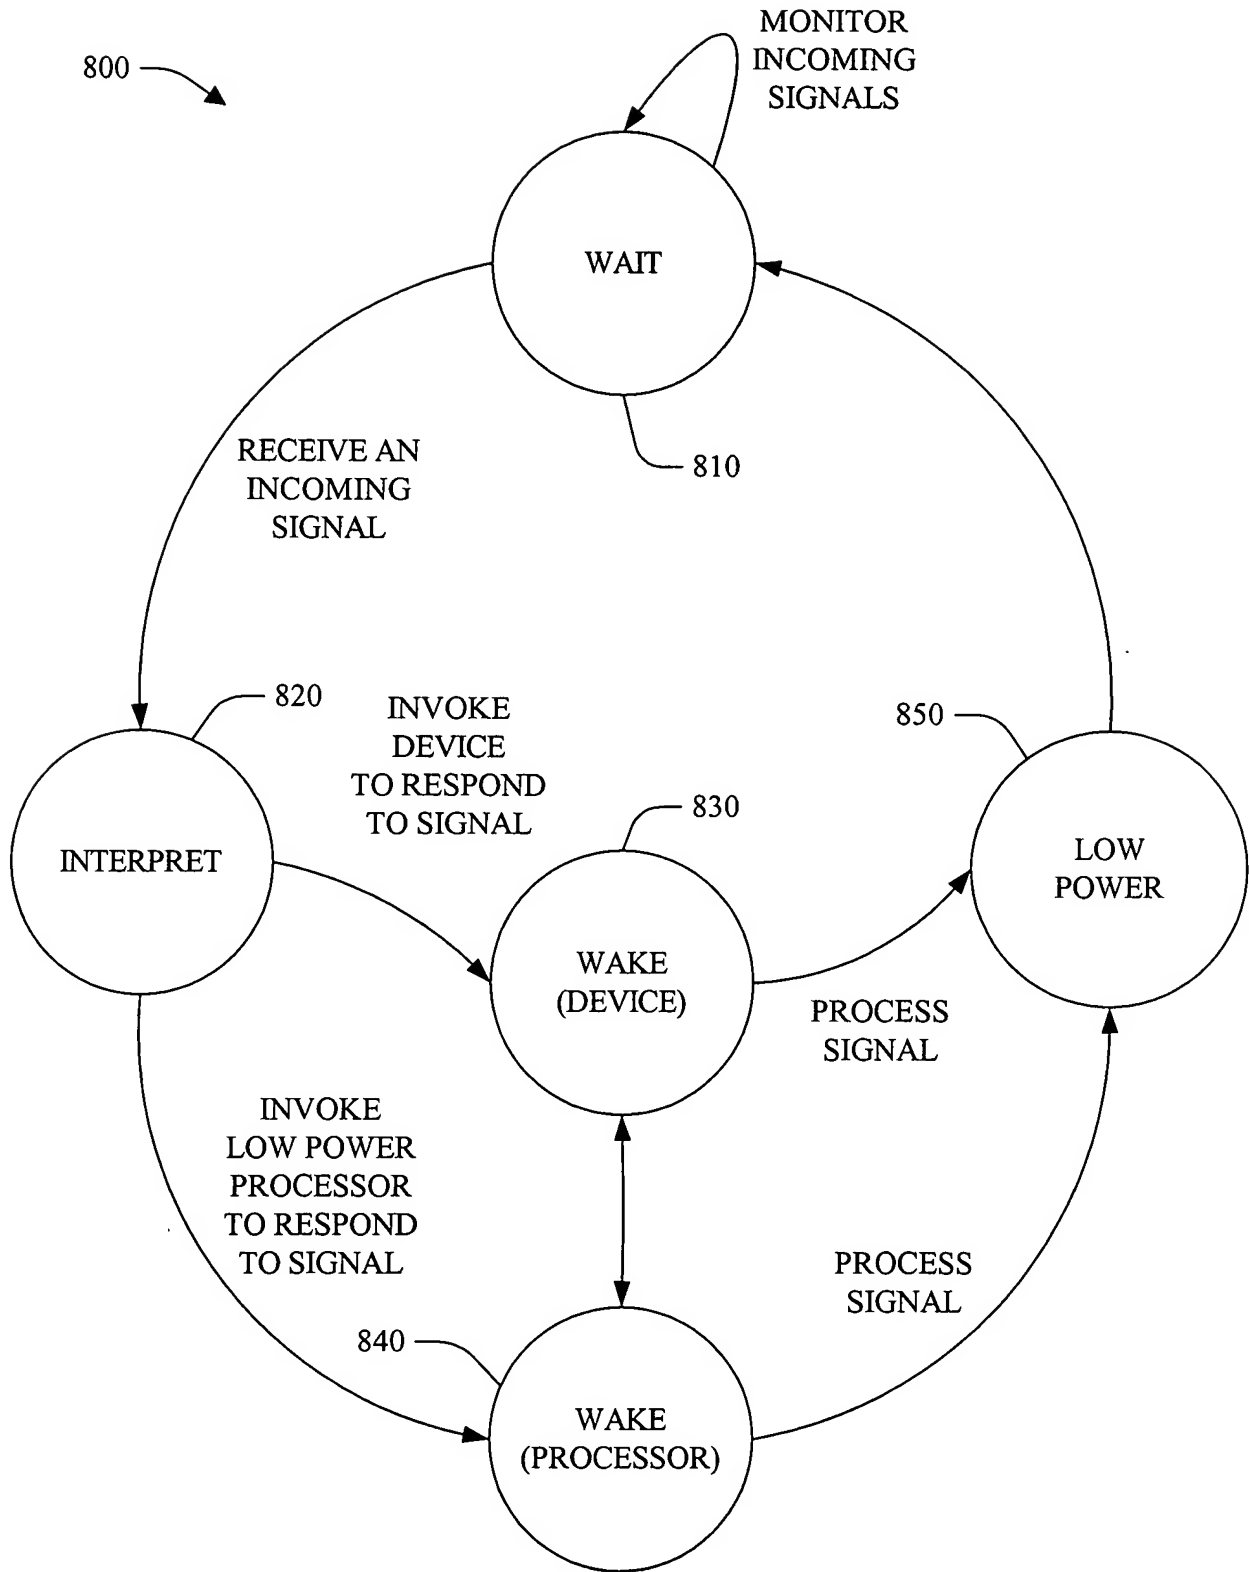 800
MONITOR
INCOMING
SIGNALS
WAIT
810
RECEIVE AN
INCOMING
SIGNAL
820
INTERPRET
INVOKE
DEVICE
TO RESPOND
TO SIGNAL
830
WAKE
(DEVICE)
850
LOW
POWER
PROCESS
SIGNAL
INVOKE
LOW POWER
PROCESSOR
TO RESPOND
TO SIGNAL
840
WAKE
(PROCESSOR)
PROCESS
SIGNAL